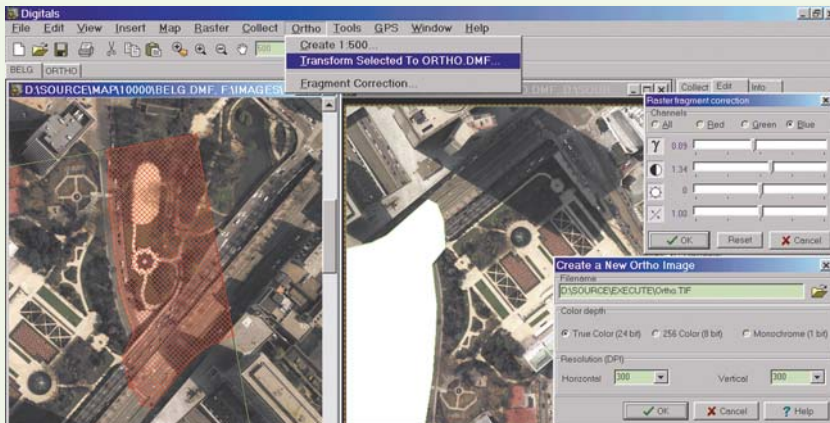 Digitals
File Edit View Insert Map Raster Collect Ortho Tools GPS Window Help
500
Create 1:500...
Transform Selected To ORTHO.DMF...
Fragment Correction...
BELG ORTHO
D:\SOURCE\MAP\10000\BELG.DMF, F:\IMAGES\
Collect Edit Info
Raster fragment correction
Channels
All Red Green Blue
γ 0.09
1.34
0
1.00
OK Reset Cancel
Create a New Ortho Image
Filename
D:\SOURCE\EXECUTE\Ortho.TIF
Color depth
True Color (24 bit) 256 Color (8 bit) Monochrome (1 bit)
Resolution (DPI)
Horizontal 300 Vertical 300
OK Cancel ? Help